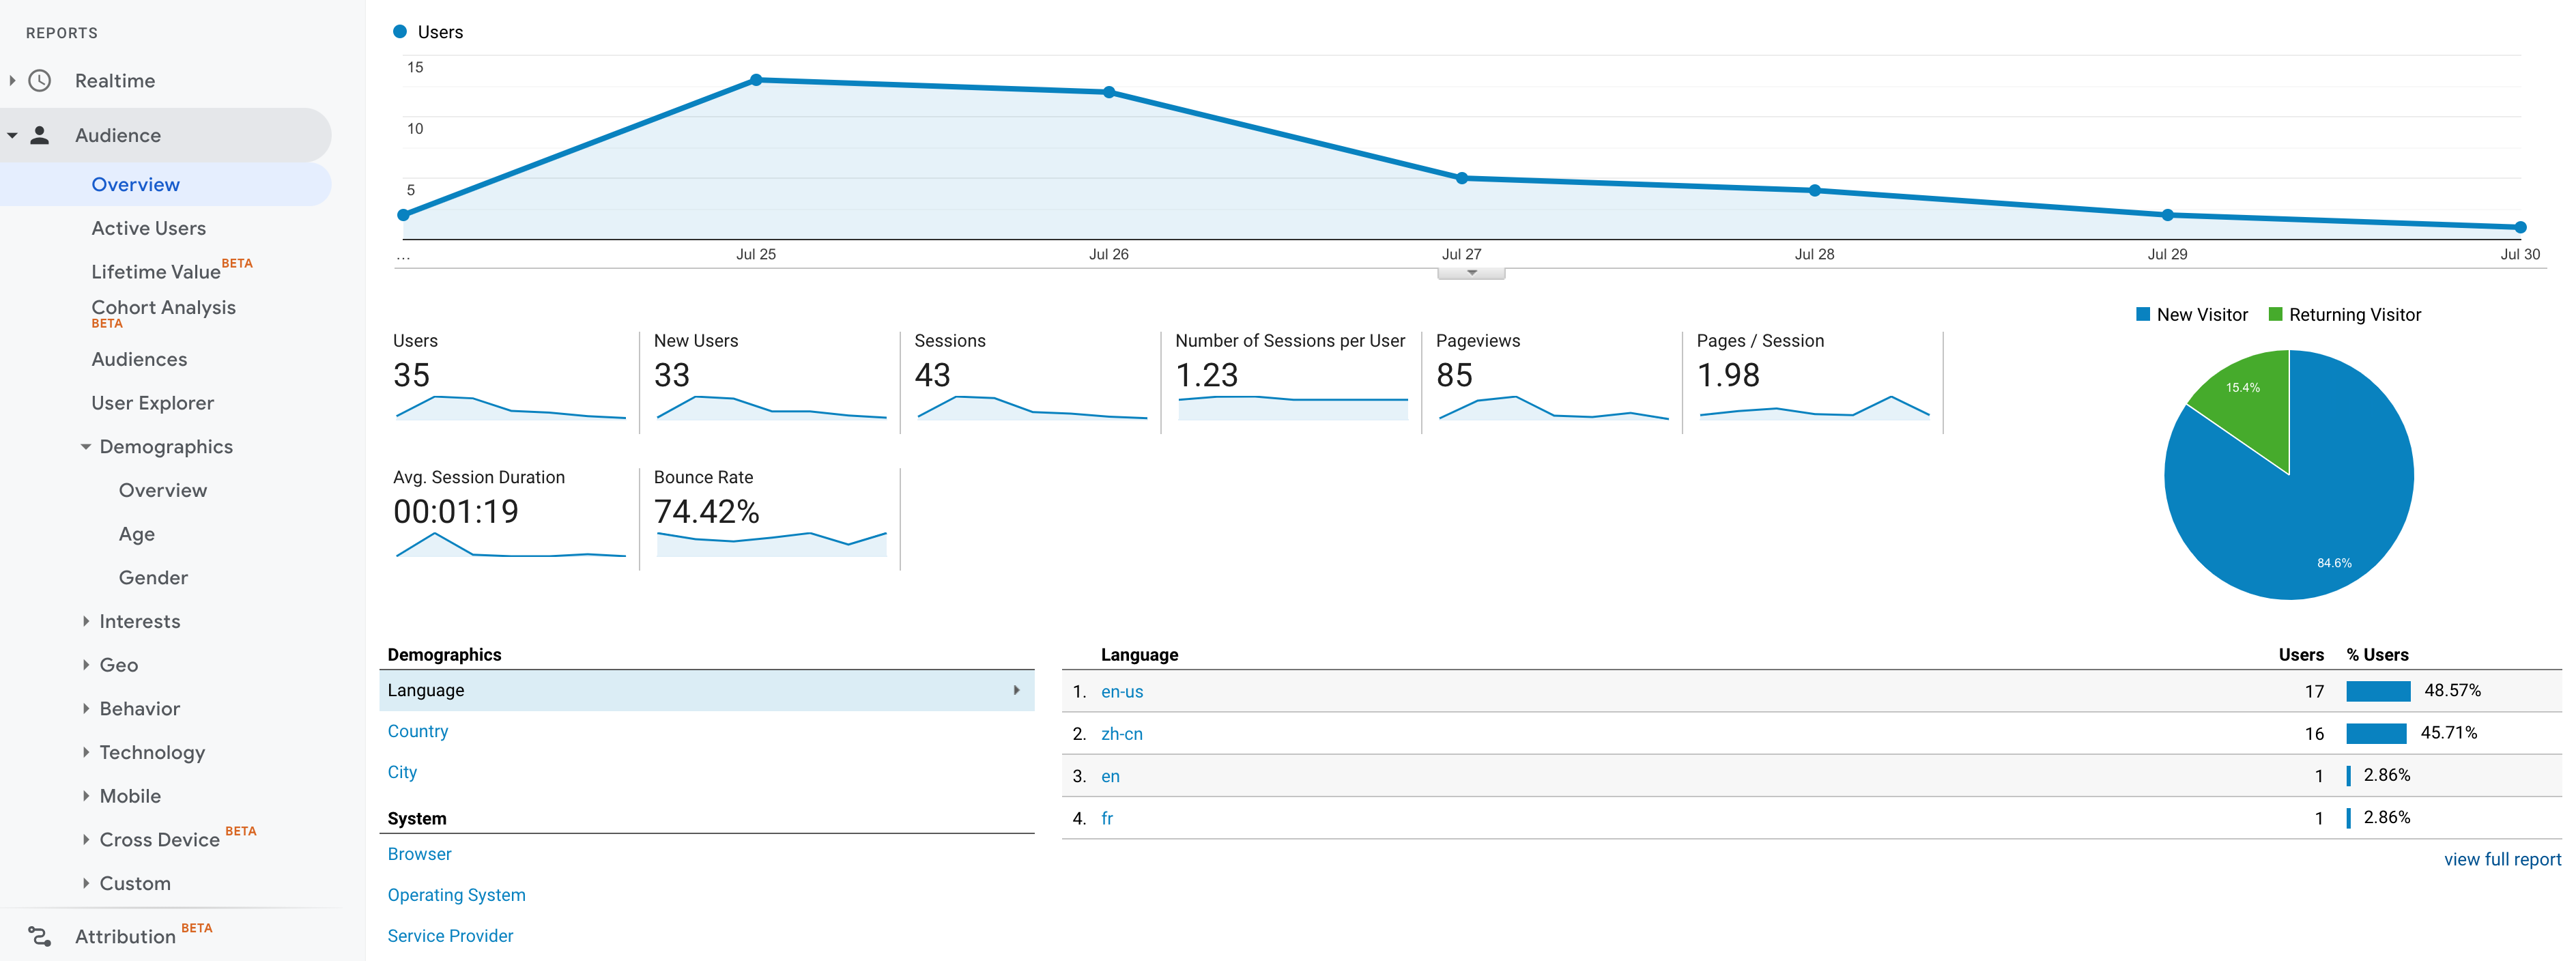 REPORTS
Realtime
Audience
Overview
Active Users
Lifetime Value BETA
Cohort Analysis
BETA
Audiences
User Explorer
Demographics
Overview
Age
Gender
Interests
Geo
Behavior
Technology
Mobile
Cross Device BETA
Custom
Attribution BETA
Users
15
10
5
... Jul 25 Jul 26 Jul 27 Jul 28 Jul 29 Jul 30
New Visitor Returning Visitor
15.4%
84.6%
Users
35
New Users
33
Sessions
43
Number of Sessions per User
1.23
Pageviews
85
Pages / Session
1.98
Avg. Session Duration
00:01:19
Bounce Rate
74.42%
Demographics
Language
Country
City
System
Browser
Operating System
Service Provider
Language Users % Users
1. en-us 17 48.57%
2. zh-cn 16 45.71%
3. en 1 2.86%
4. fr 1 2.86%
view full report